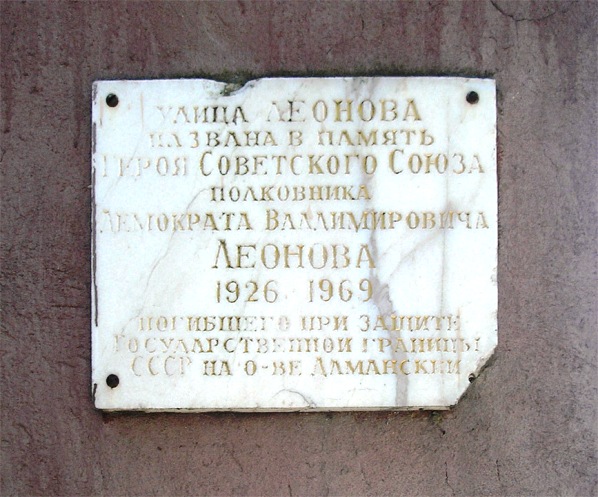 УЛИЦА ЛЕОНОВА
НАЗВАНА В ПАМЯТЬ
ГЕРОЯ СОВЕТСКОГО СОЮЗА
ПОЛКОВНИКА
ДЕМОКРАТА ВЛАДИМИРОВИЧА
ЛЕОНОВА
1926 1969
ПОГИБШЕГО ПРИ ЗАЩИТЕ
ГОСУДАРСТВЕННОЙ ГРАНИЦЫ
СССР НА О-ВЕ ДАМАНСКИЙ